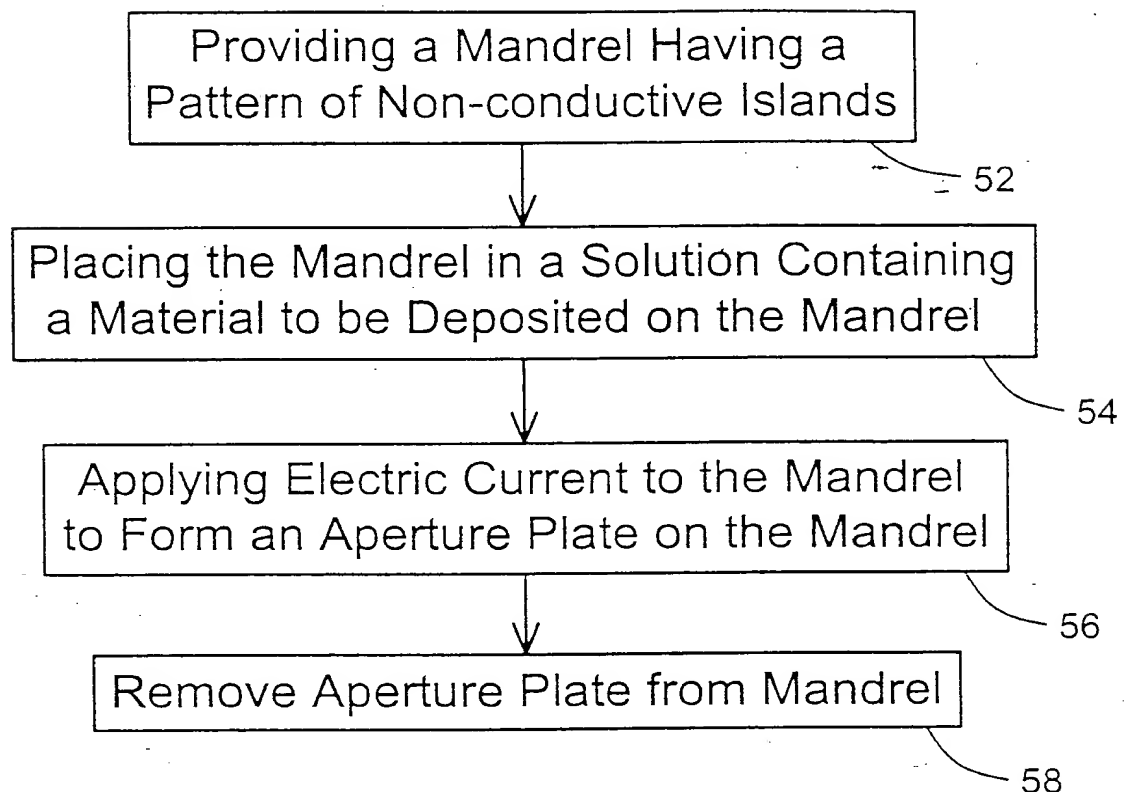 Providing a Mandrel Having a
Pattern of Non-conductive Islands
52
Placing the Mandrel in a Solution Containing
a Material to be Deposited on the Mandrel
54
Applying Electric Current to the Mandrel
to Form an Aperture Plate on the Mandrel
56
Remove Aperture Plate from Mandrel
58